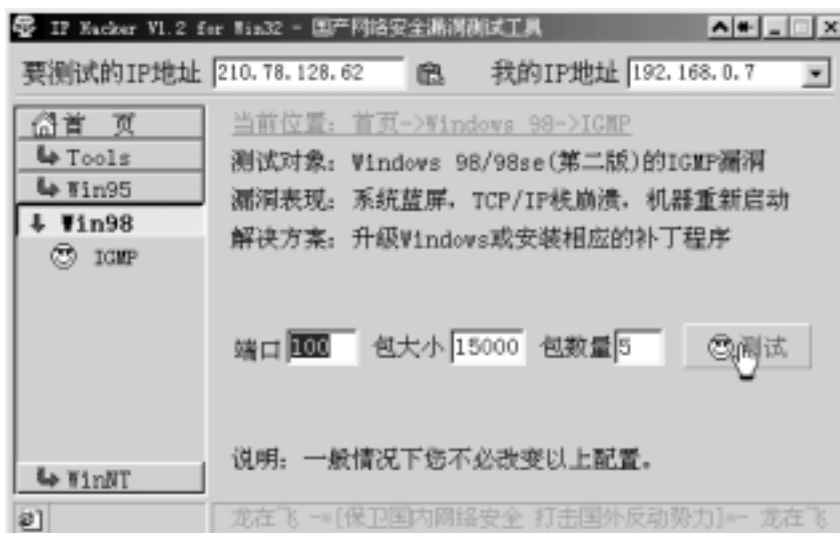 IP Hacker V1.2 for Win32 - 国产网络安全漏洞测试工具
要测试的IP地址 210.78.128.62 我的IP地址 192.168.0.7
首 页
Tools
Win95
Win98
IGMP
WinNT
当前位置: 首页->Windows 98->IGMP
测试对象: Windows 98/98se(第二版)的IGMP漏洞
漏洞表现: 系统蓝屏, TCP/IP栈崩溃, 机器重新启动
解决方案: 升级Windows或安装相应的补丁程序
端口 100 包大小 15000 包数量 5 测试
说明: 一般情况下您不必改变以上配置。
龙在飞 -=[保卫国内网络安全 打击国外反动势力]=- 龙在飞